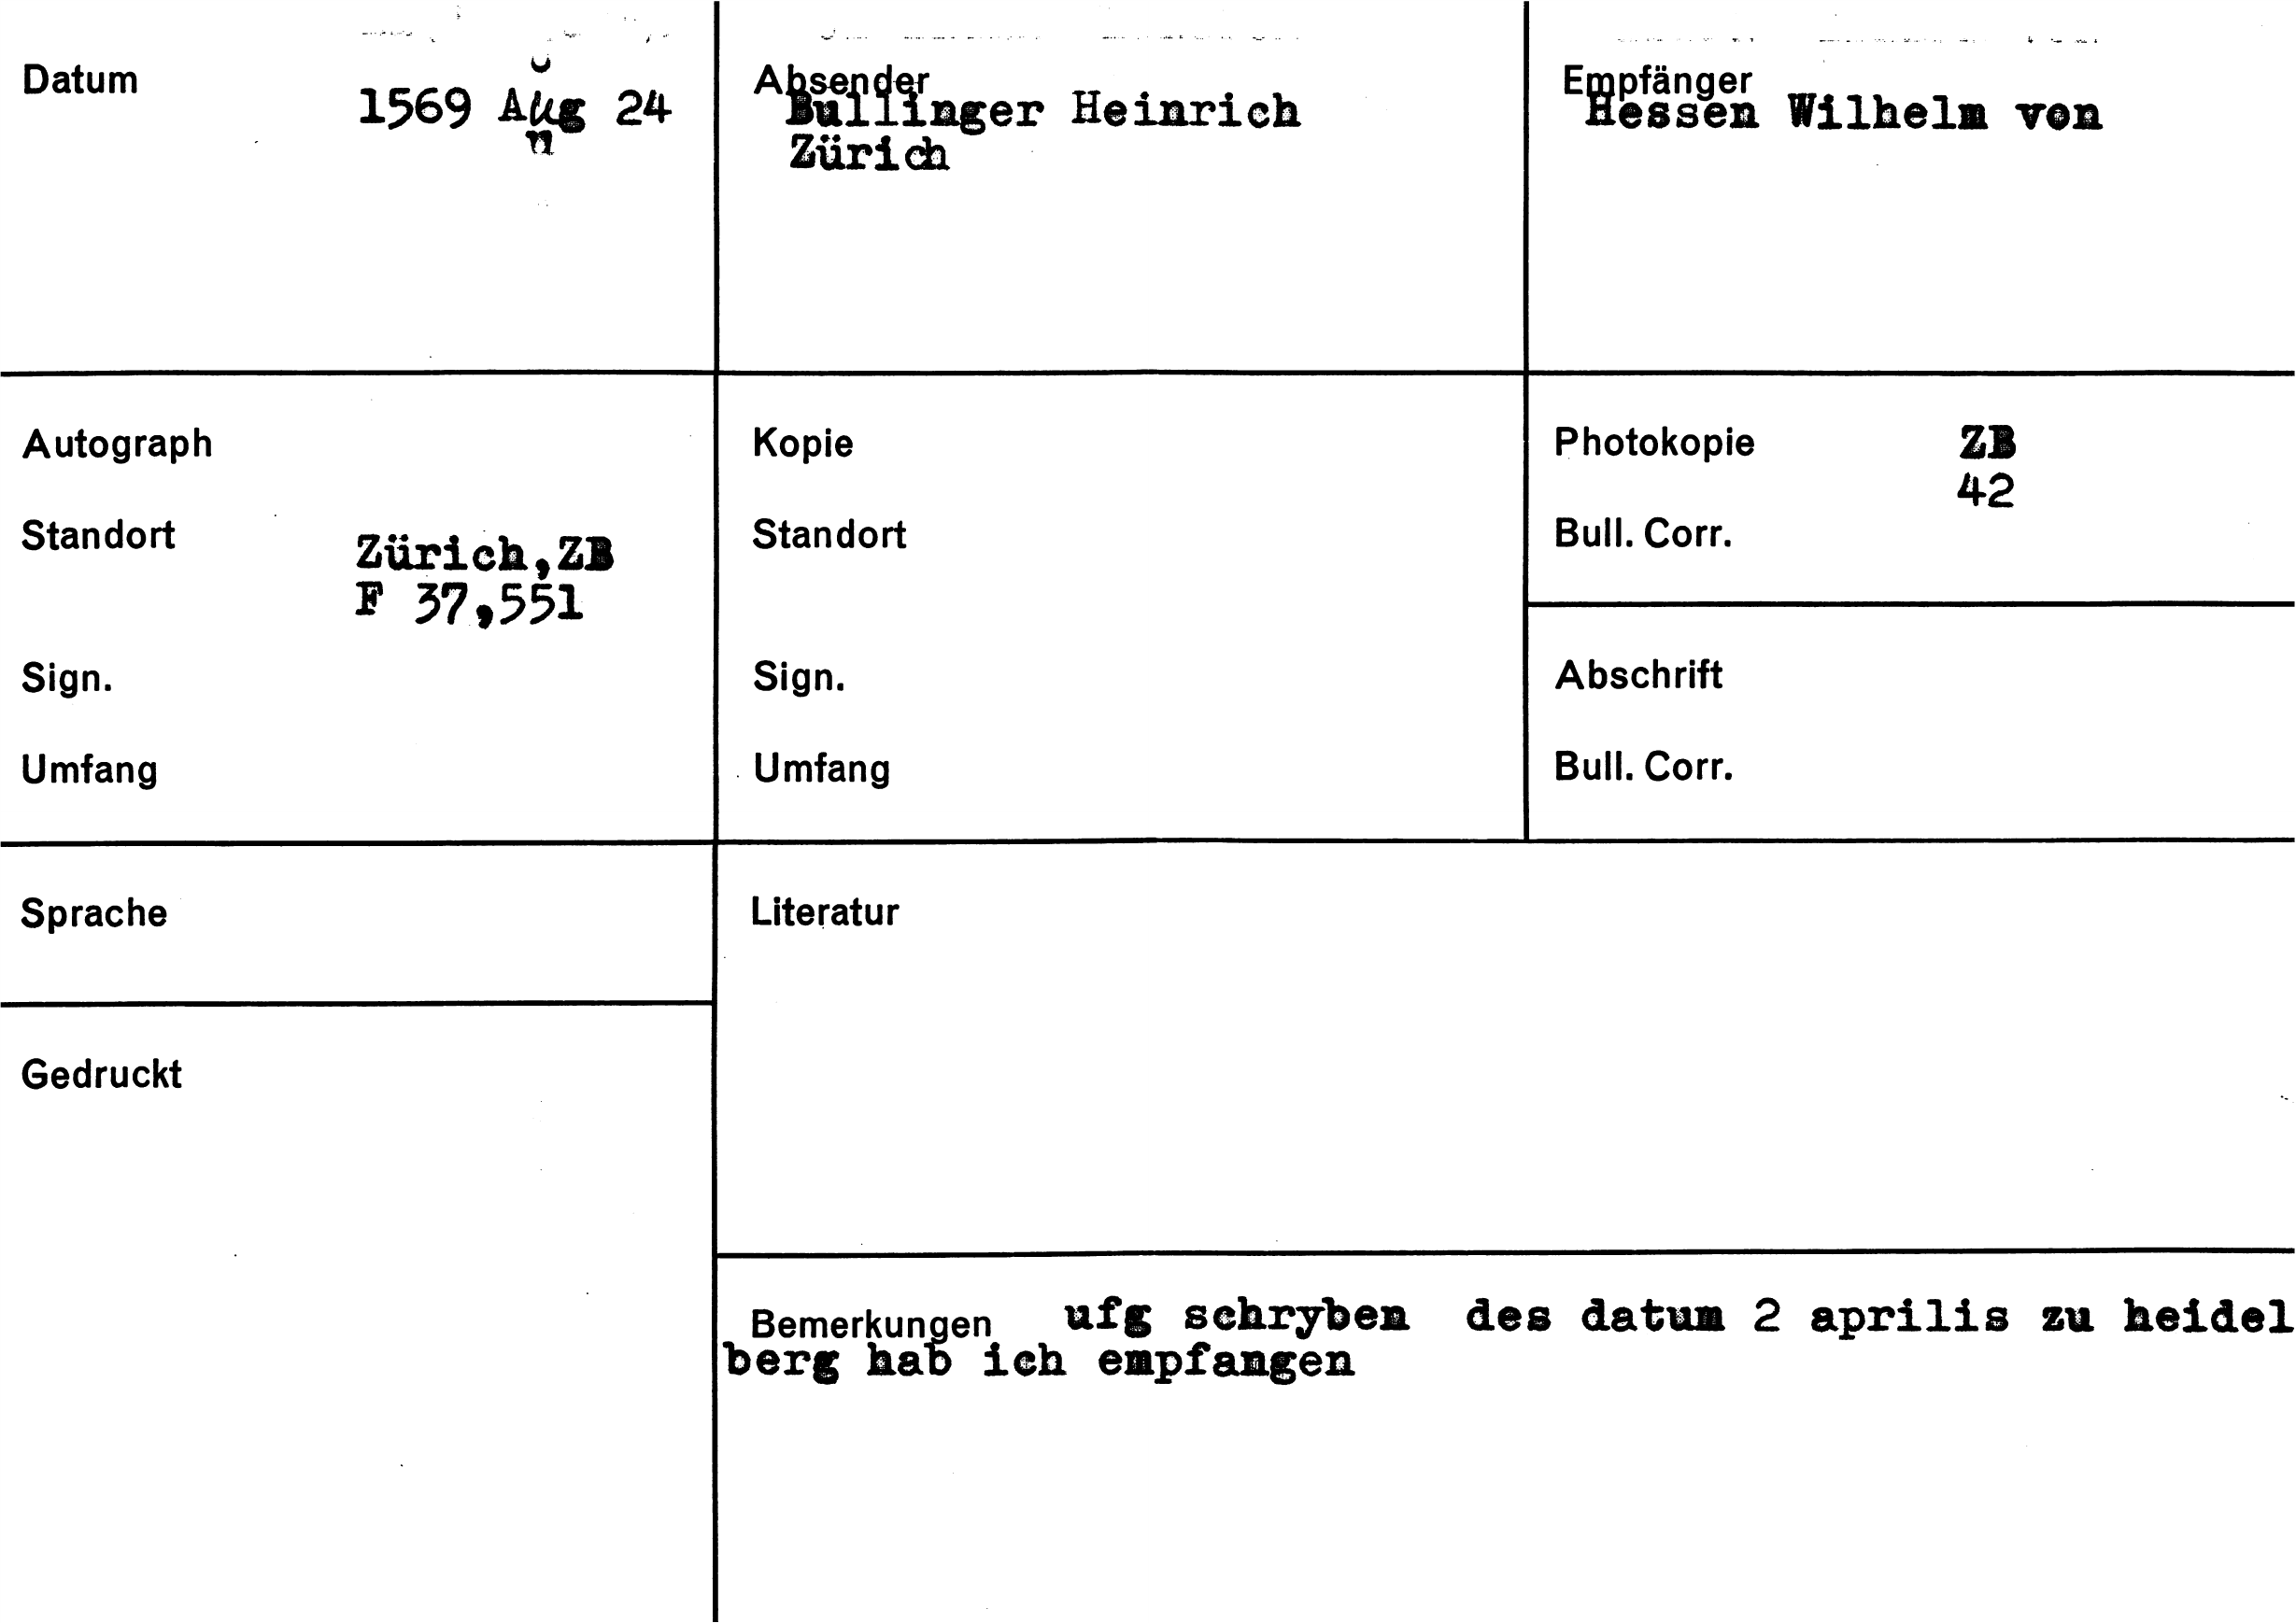 Datum
1569 Aug 24
n
Absender
Bullinger Heinrich
Zürich
Empfänger
Hessen Wilhelm von
Autograph
Standort
Zürich,ZB
F 37,551
Sign.
Umfang
Kopie
Standort
Sign.
Umfang
Photokopie ZB
42
Bull. Corr.
Abschrift
Bull. Corr.
Sprache
Gedruckt
Literatur
Bemerkungen ufg schryben des datum 2 aprilis zu heidel
berg hab ich empfangen